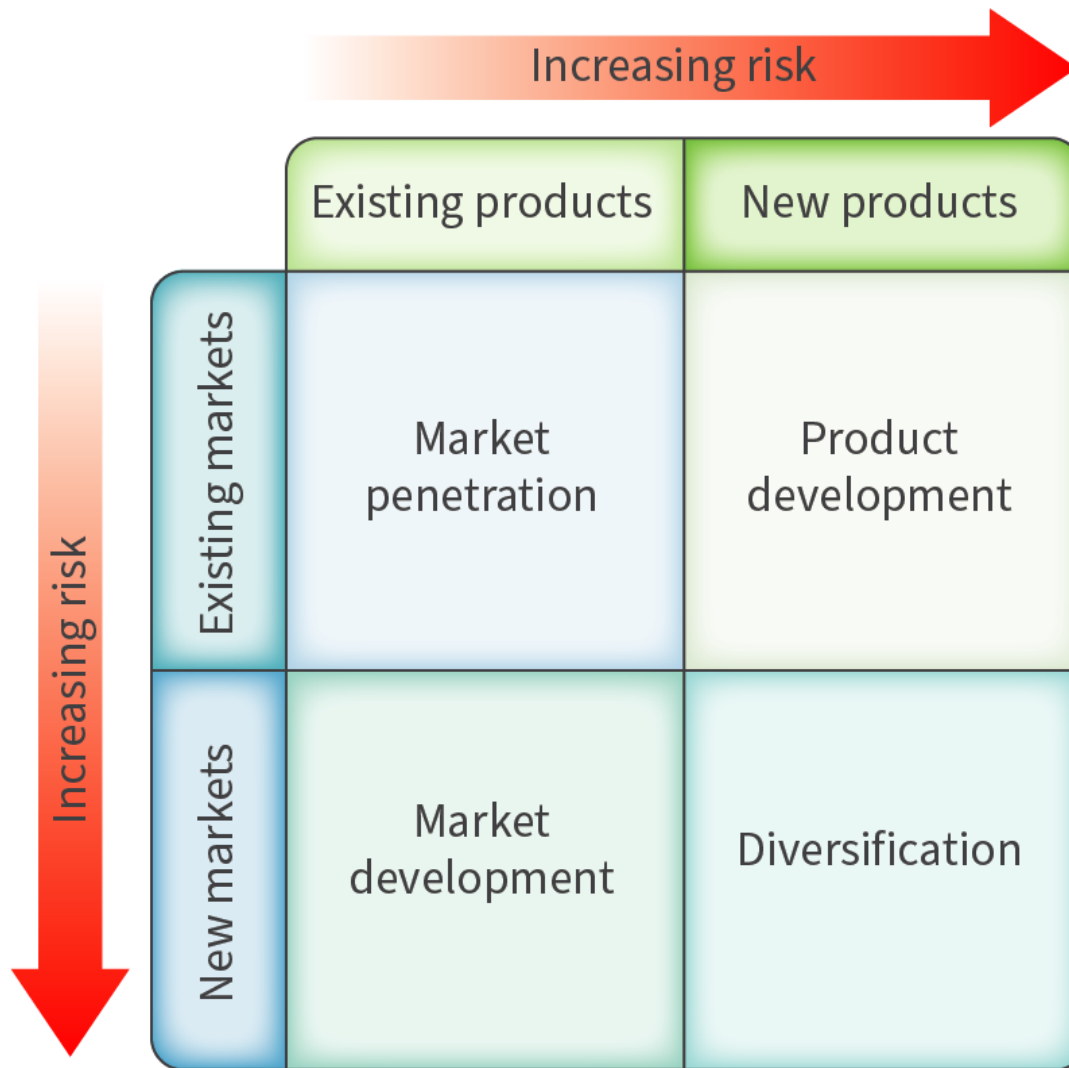 Increasing risk
Existing products
New products
Increasing risk
Existing markets
Market
penetration
Product
development
New markets
Market
development
Diversification